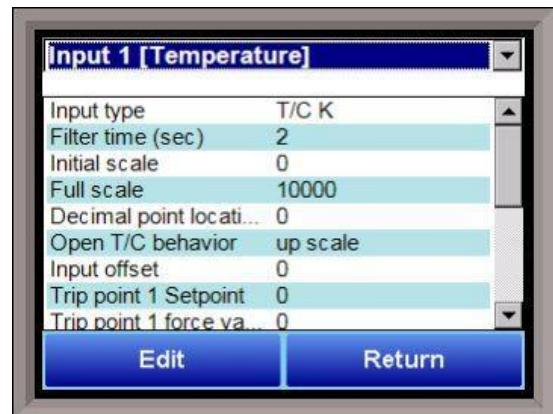 Input 1 [Temperature]
Input type T/C K
Filter time (sec) 2
Initial scale 0
Full scale 10000
Decimal point locati... 0
Open T/C behavior up scale
Input offset 0
Trip point 1 Setpoint 0
Trip point 1 force va... 0
Edit Return